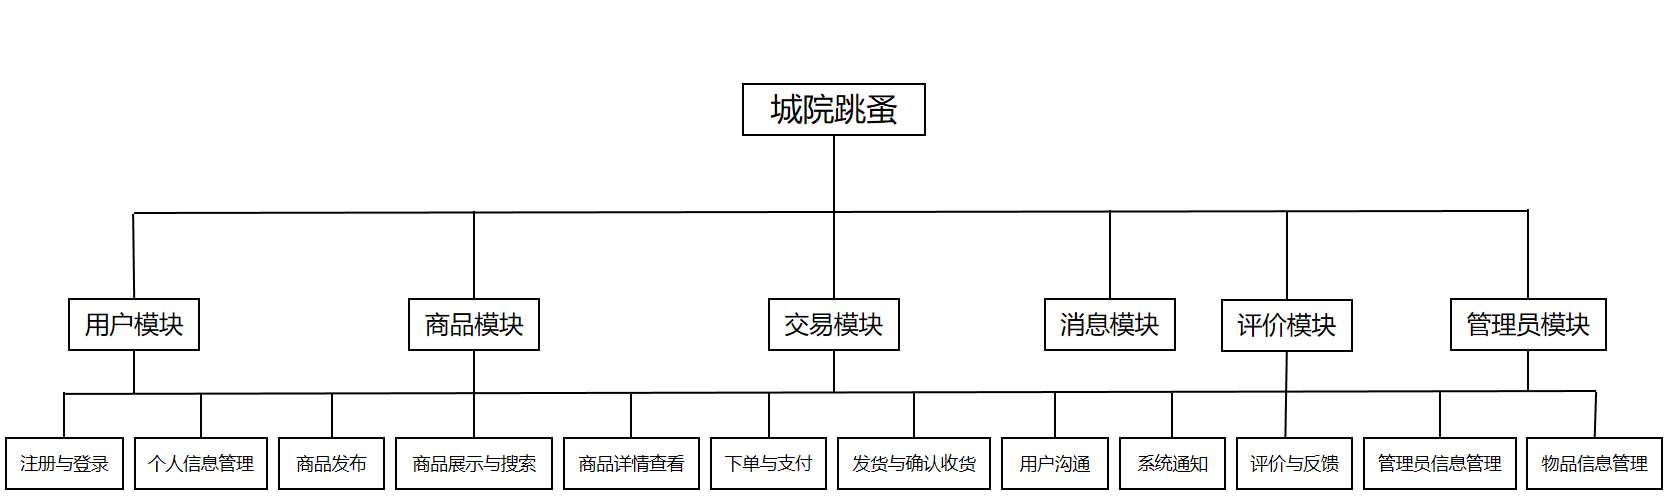 城院跳蚤
用户模块
商品模块
交易模块
消息模块
评价模块
管理员模块
注册与登录
个人信息管理
商品发布
商品展示与搜索
商品详情查看
下单与支付
发货与确认收货
用户沟通
系统通知
评价与反馈
管理员信息管理
物品信息管理